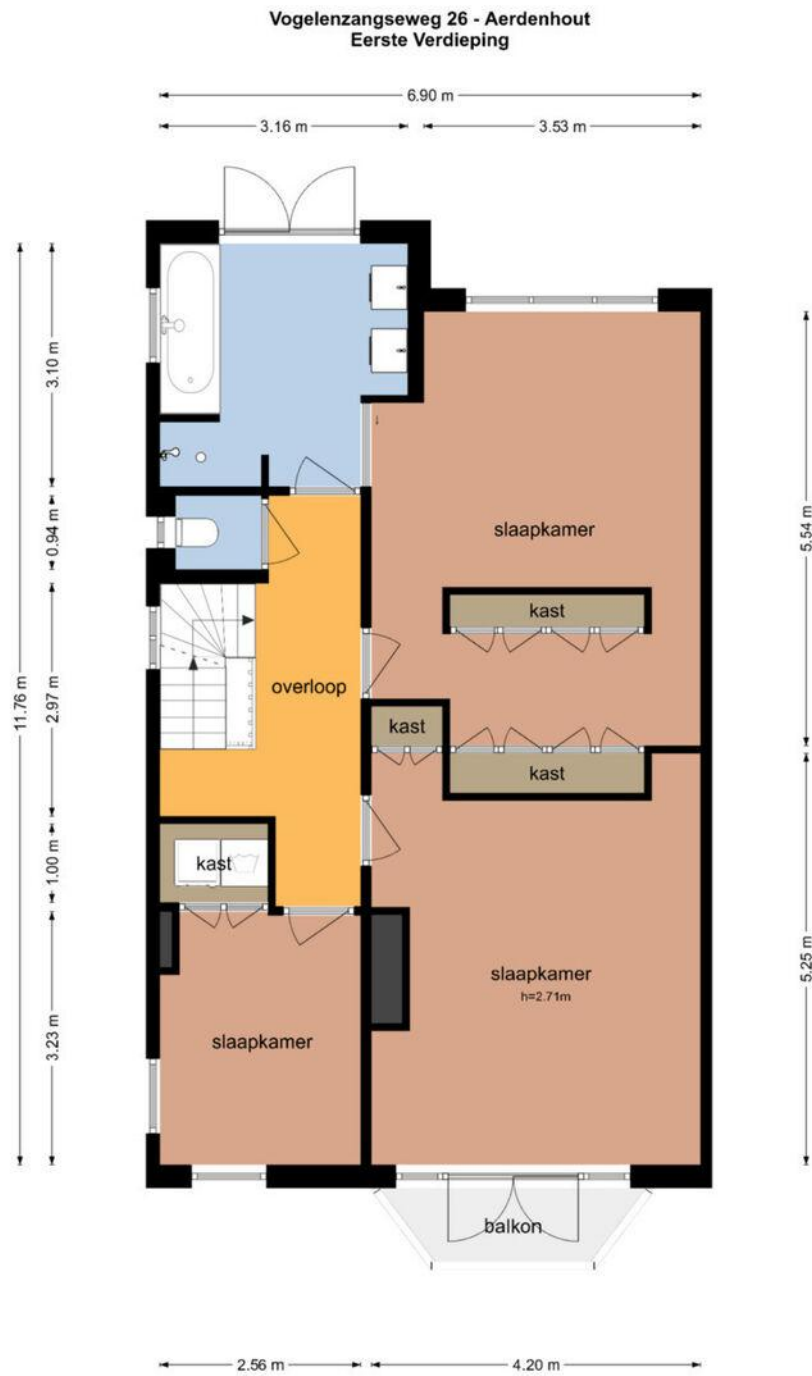 Vogelenzangseweg 26 - Aerdenhout
Eerste Verdieping
6.90 m
3.16 m
3.53 m
3.10 m
0.94 m
5.54 m
slaapkamer
kast
11.76 m
2.97 m
overloop
kast
kast
1.00 m
kast
5.25 m
slaapkamer
h=2.71m
3.23 m
slaapkamer
balkon
2.56 m
4.20 m